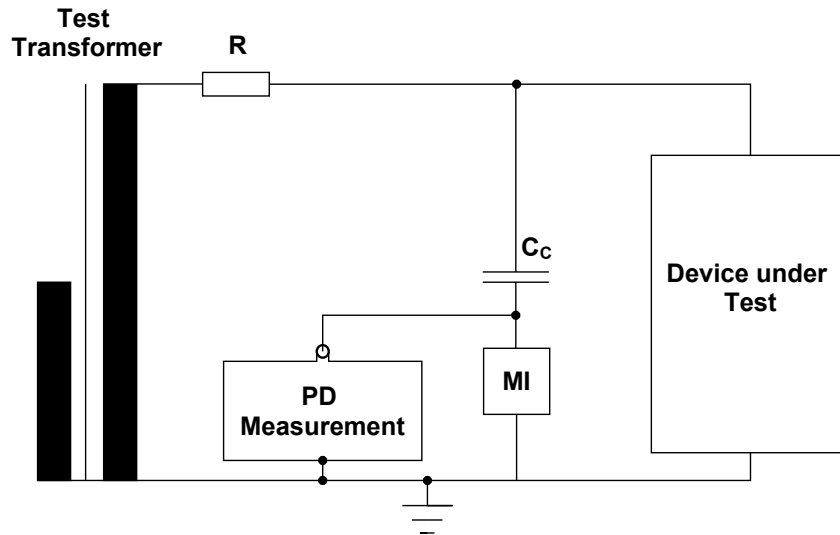 Test
Transformer
R
C_C
Device under
Test
MI
PD
Measurement